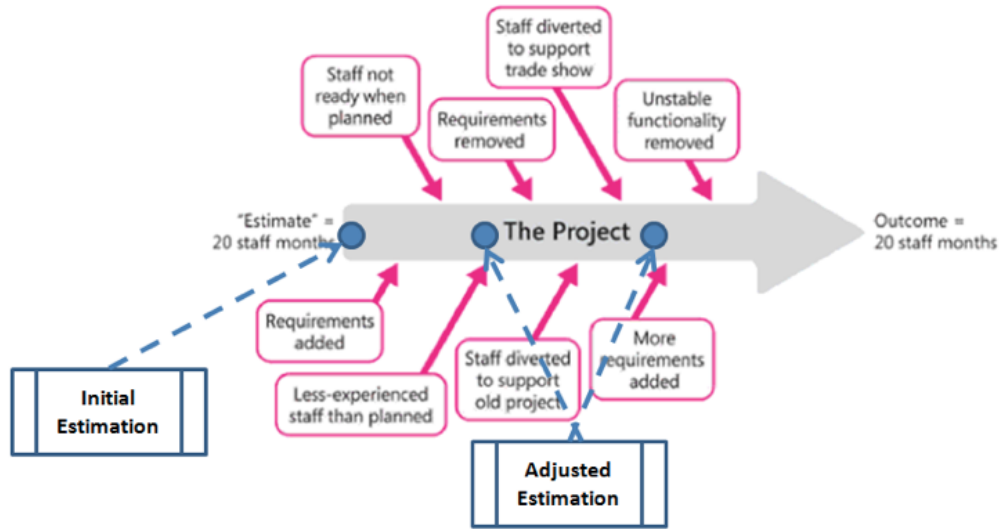 Staff diverted
to support
trade show
Staff not
ready when
planned
Requirements
removed
Unstable
functionality
removed
"Estimate" =
20 staff months
The Project
Outcome =
20 staff months
Requirements
added
Less-experienced
staff than planned
Staff diverted
to support
old project
More
requirements
added
Initial
Estimation
Adjusted
Estimation